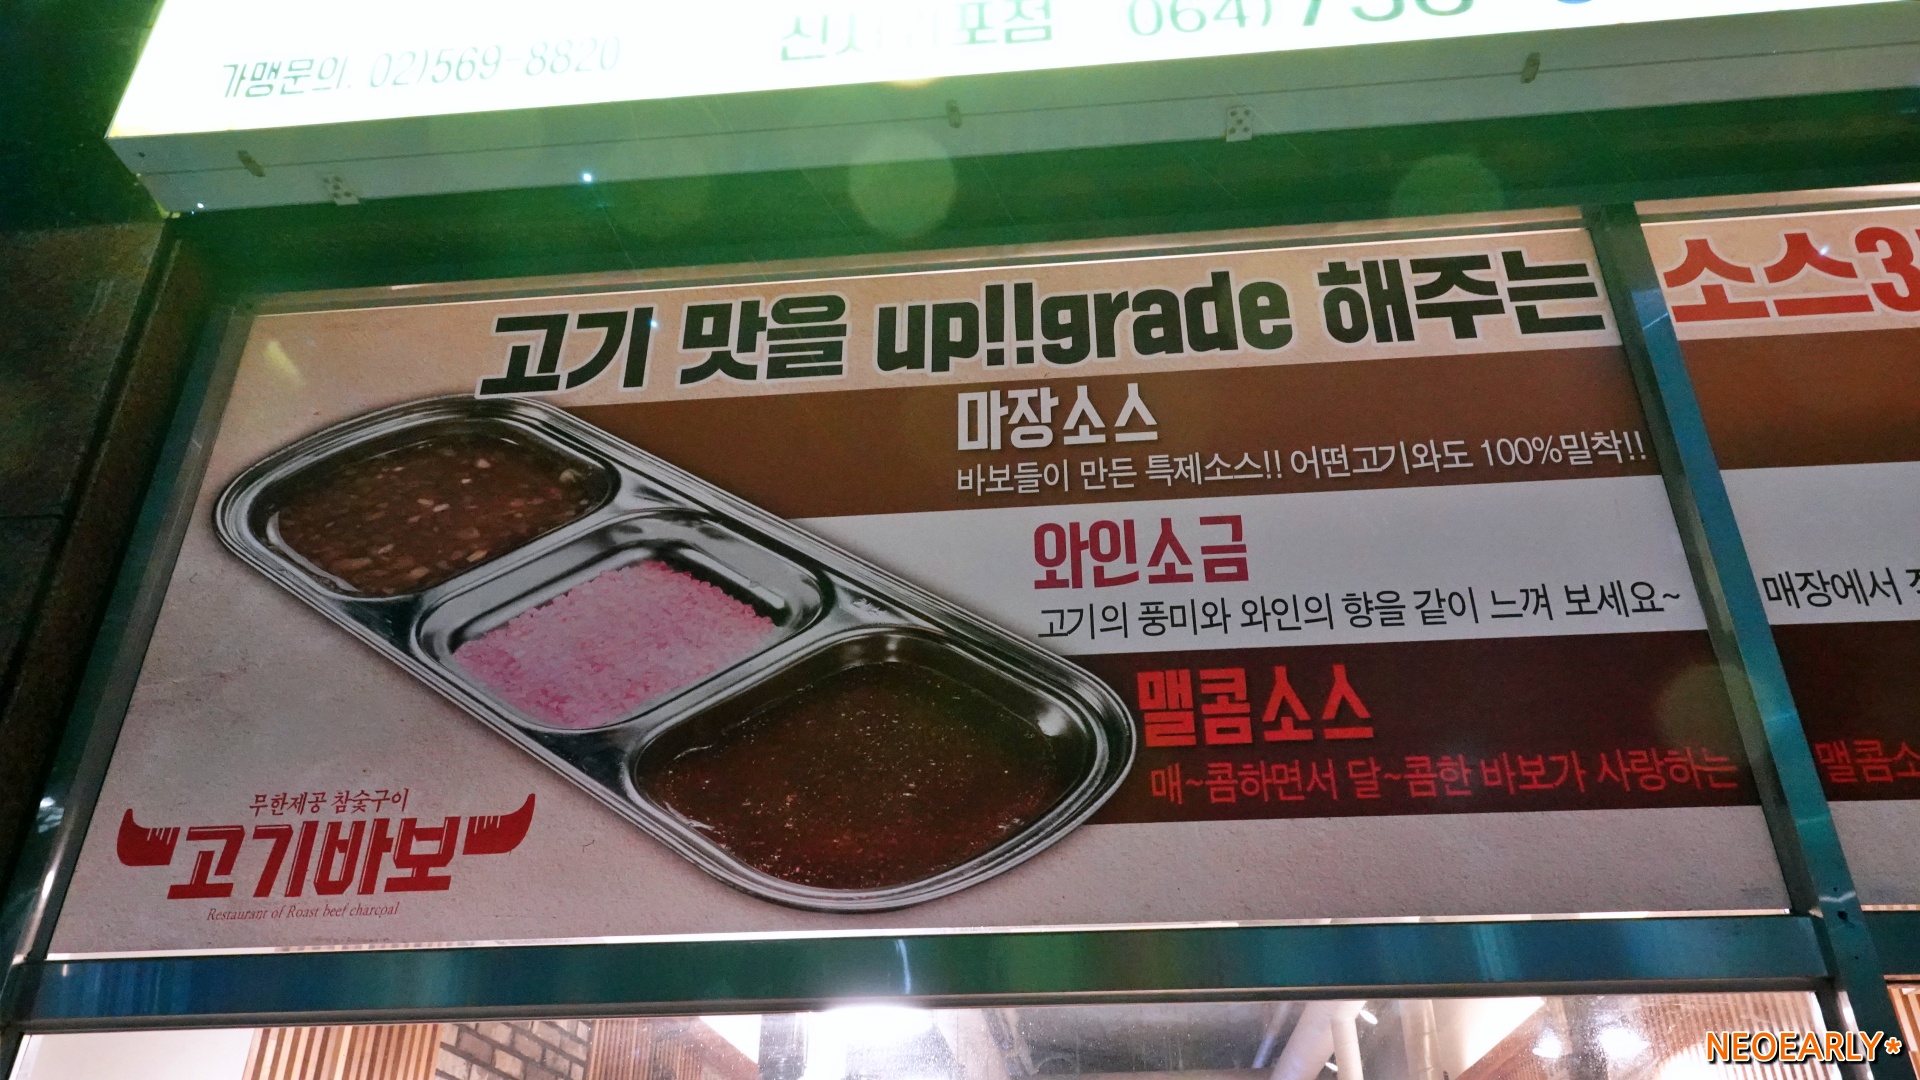 가맹문의. 02)569-8820
포점 064)
고기 맛을 up!!grade 해주는 소스3
마장소스
바보들이 만든 특제소스!! 어떤고기와도 100%밀착!!
와인소금
고기의 풍미와 와인의 향을 같이 느껴 보세요~ 매장에서
맬콤소스
매~콤하면서 달~콤한 바보가 사랑하는 맬콤소
무한제공 참숯구이
고기바보
Restaurant of Roast beef charcoal
NEOEARLY*